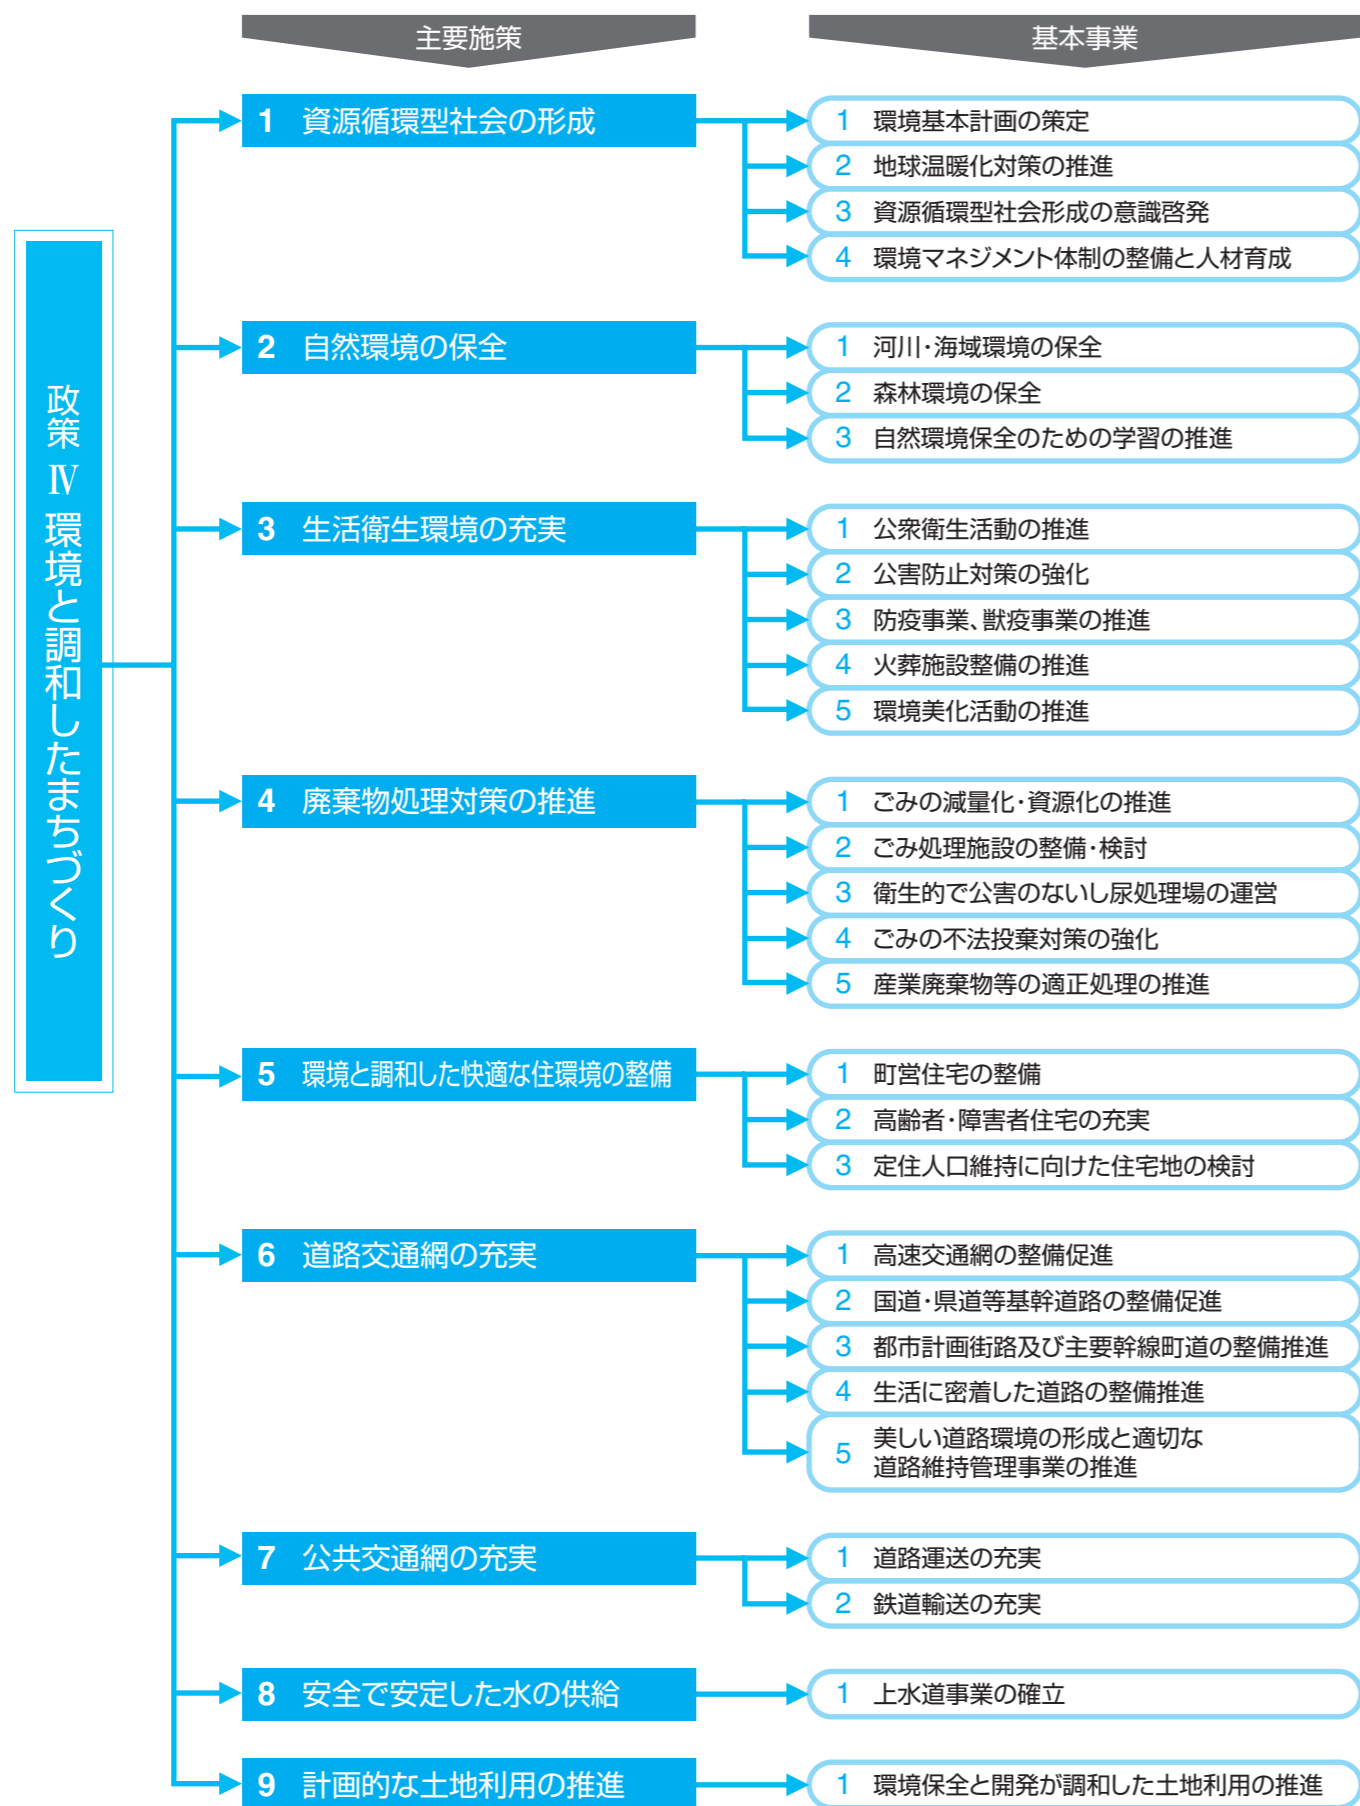 主要施策
基本事業
政策 Ⅳ 環境と調和したまちづくり
1 資源循環型社会の形成
1 環境基本計画の策定
2 地球温暖化対策の推進
3 資源循環型社会形成の意識啓発
4 環境マネジメント体制の整備と人材育成
2 自然環境の保全
1 河川・海域環境の保全
2 森林環境の保全
3 自然環境保全のための学習の推進
3 生活衛生環境の充実
1 公衆衛生活動の推進
2 公害防止対策の強化
3 防疫事業、獣疫事業の推進
4 火葬施設整備の推進
5 環境美化活動の推進
4 廃棄物処理対策の推進
1 ごみの減量化・資源化の推進
2 ごみ処理施設の整備・検討
3 衛生的で公害のないし尿処理場の運営
4 ごみの不法投棄対策の強化
5 産業廃棄物等の適正処理の推進
5 環境と調和した快適な住環境の整備
1 町営住宅の整備
2 高齢者・障害者住宅の充実
3 定住人口維持に向けた住宅地の検討
6 道路交通網の充実
1 高速交通網の整備促進
2 国道・県道等基幹道路の整備促進
3 都市計画街路及び主要幹線町道の整備推進
4 生活に密着した道路の整備推進
5 美しい道路環境の形成と適切な
道路維持管理事業の推進
7 公共交通網の充実
1 道路運送の充実
2 鉄道輸送の充実
8 安全で安定した水の供給
1 上水道事業の確立
9 計画的な土地利用の推進
1 環境保全と開発が調和した土地利用の推進